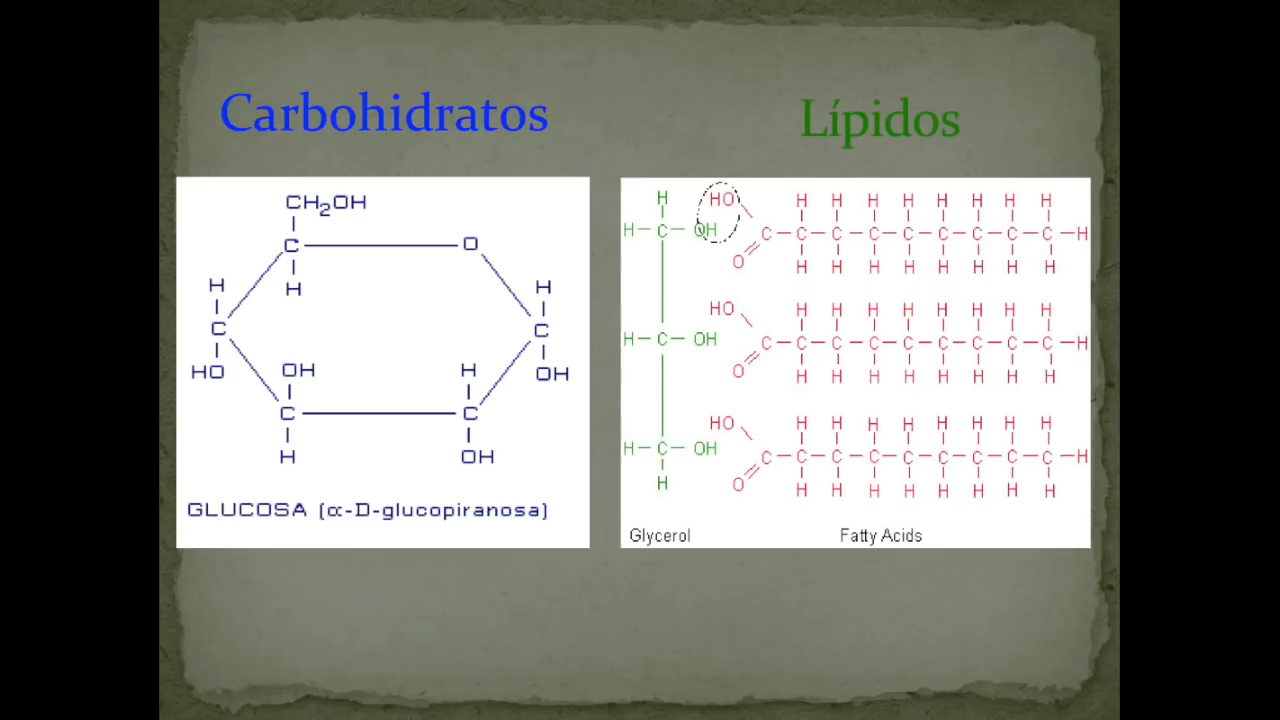 Carbohidratos
Lípidos
CH2OH
C O
H H
H
C C
HO OH H OH
C C
H OH
GLUCOSA (α-D-glucopiranosa)
H HO H H H H H H H H
H C OH C C C C C C C C C H
O H H H H H H H H
HO H H H H H H H H
H C OH C C C C C C C C C H
O H H H H H H H H
HO H H H H H H H H
H C OH C C C C C C C C C H
H O H H H H H H H H
Glycerol
Fatty Acids